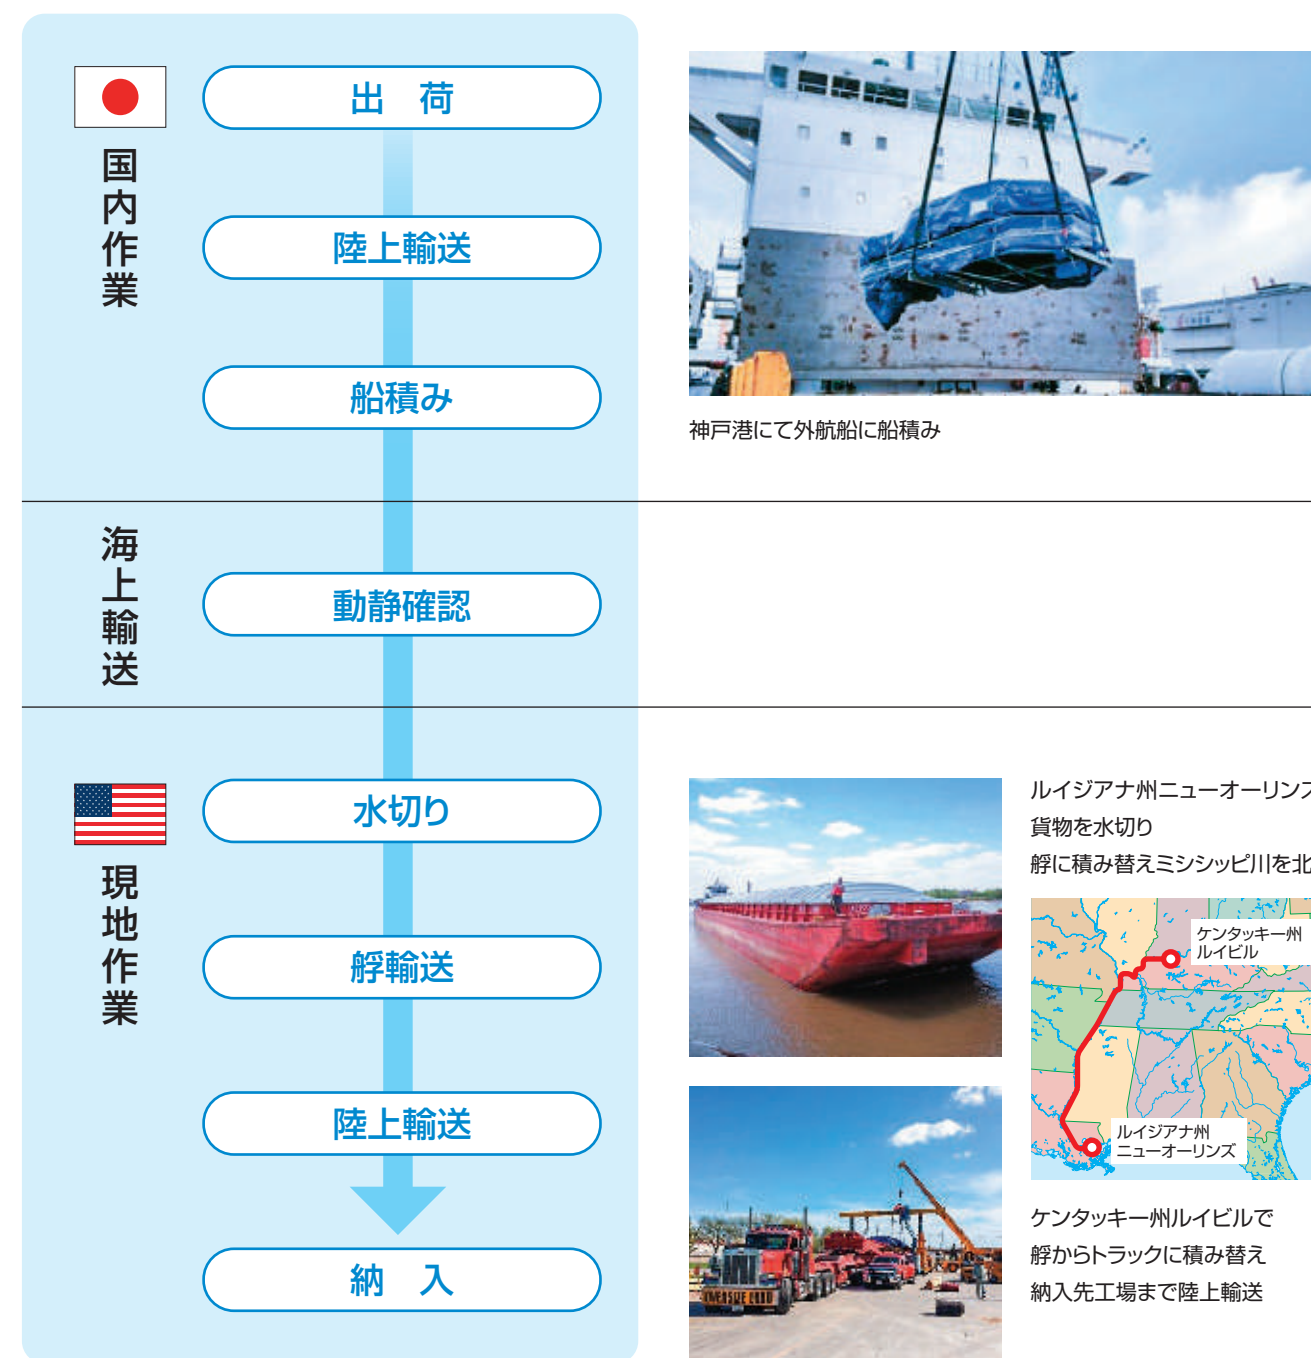 国内作業
出 荷
陸上輸送
船積み
神戸港にて外航船に船積み
海上輸送
動静確認
現地作業
水切り
艀輸送
陸上輸送
納 入
ルイジアナ州ニューオーリンズ
貨物を水切り
艀に積み替えミシシッピ川を北
ケンタッキー州
ルイビル
ルイジアナ州
ニューオーリンズ
ケンタッキー州ルイビルで
艀からトラックに積み替え
納入先工場まで陸上輸送